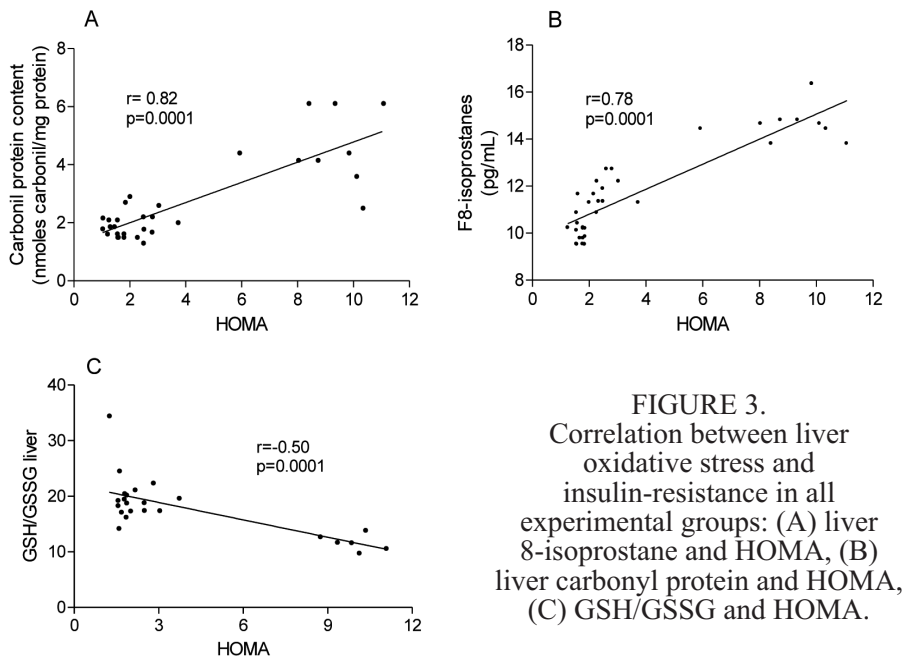 A
Carbonil protein content
(nmoles carbonil/mg protein)
8
6
4
2
0
r= 0.82
p=0.0001
0 2 4 6 8 10 12
HOMA
B
F8-isoprostanes
(pg/mL)
18
16
14
12
10
8
r=0.78
p=0.0001
0 2 4 6 8 10 12
HOMA
C
GSH/GSSG liver
40
30
20
10
0
r=-0.50
p=0.0001
0 3 6 9 12
HOMA
FIGURE 3.
Correlation between liver
oxidative stress and
insulin-resistance in all
experimental groups: (A) liver
8-isoprostane and HOMA, (B)
liver carbonyl protein and HOMA,
(C) GSH/GSSG and HOMA.